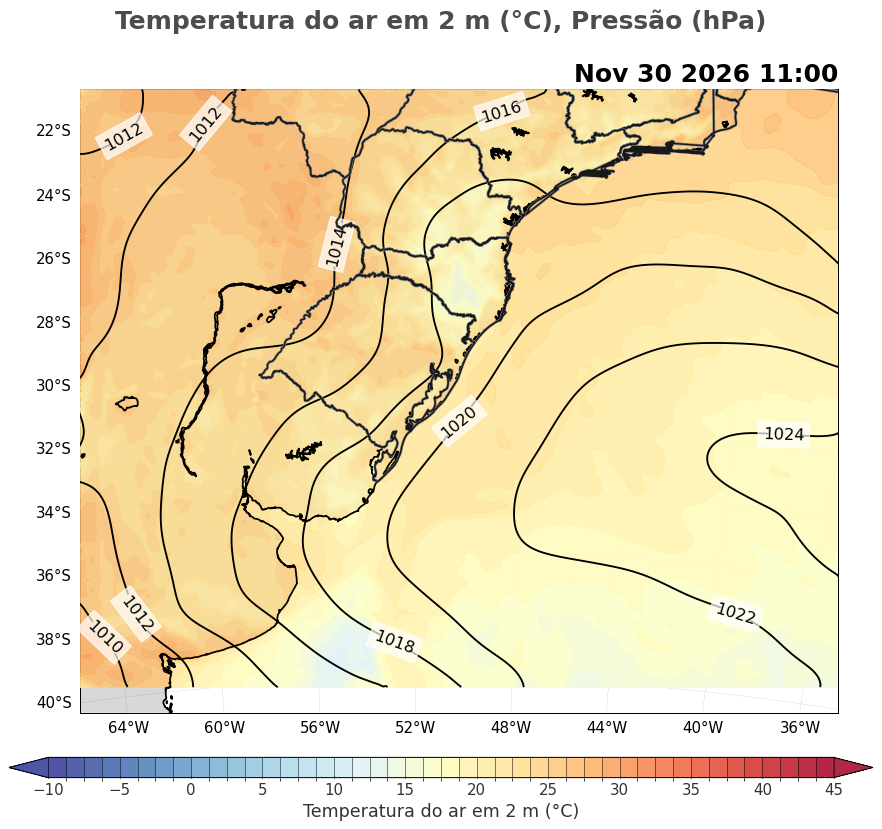 Temperatura do ar em 2 m (°C), Pressão (hPa)
Nov 30 2026 11:00
22°S
24°S
26°S
28°S
30°S
32°S
34°S
36°S
38°S
40°S
1012
1012
1016
1014
1020
1024
1022
1018
1012
1010
64°W
60°W
56°W
52°W
48°W
44°W
40°W
36°W
−10
−5
0
5
10
15
20
25
30
35
40
45
Temperatura do ar em 2 m (°C)